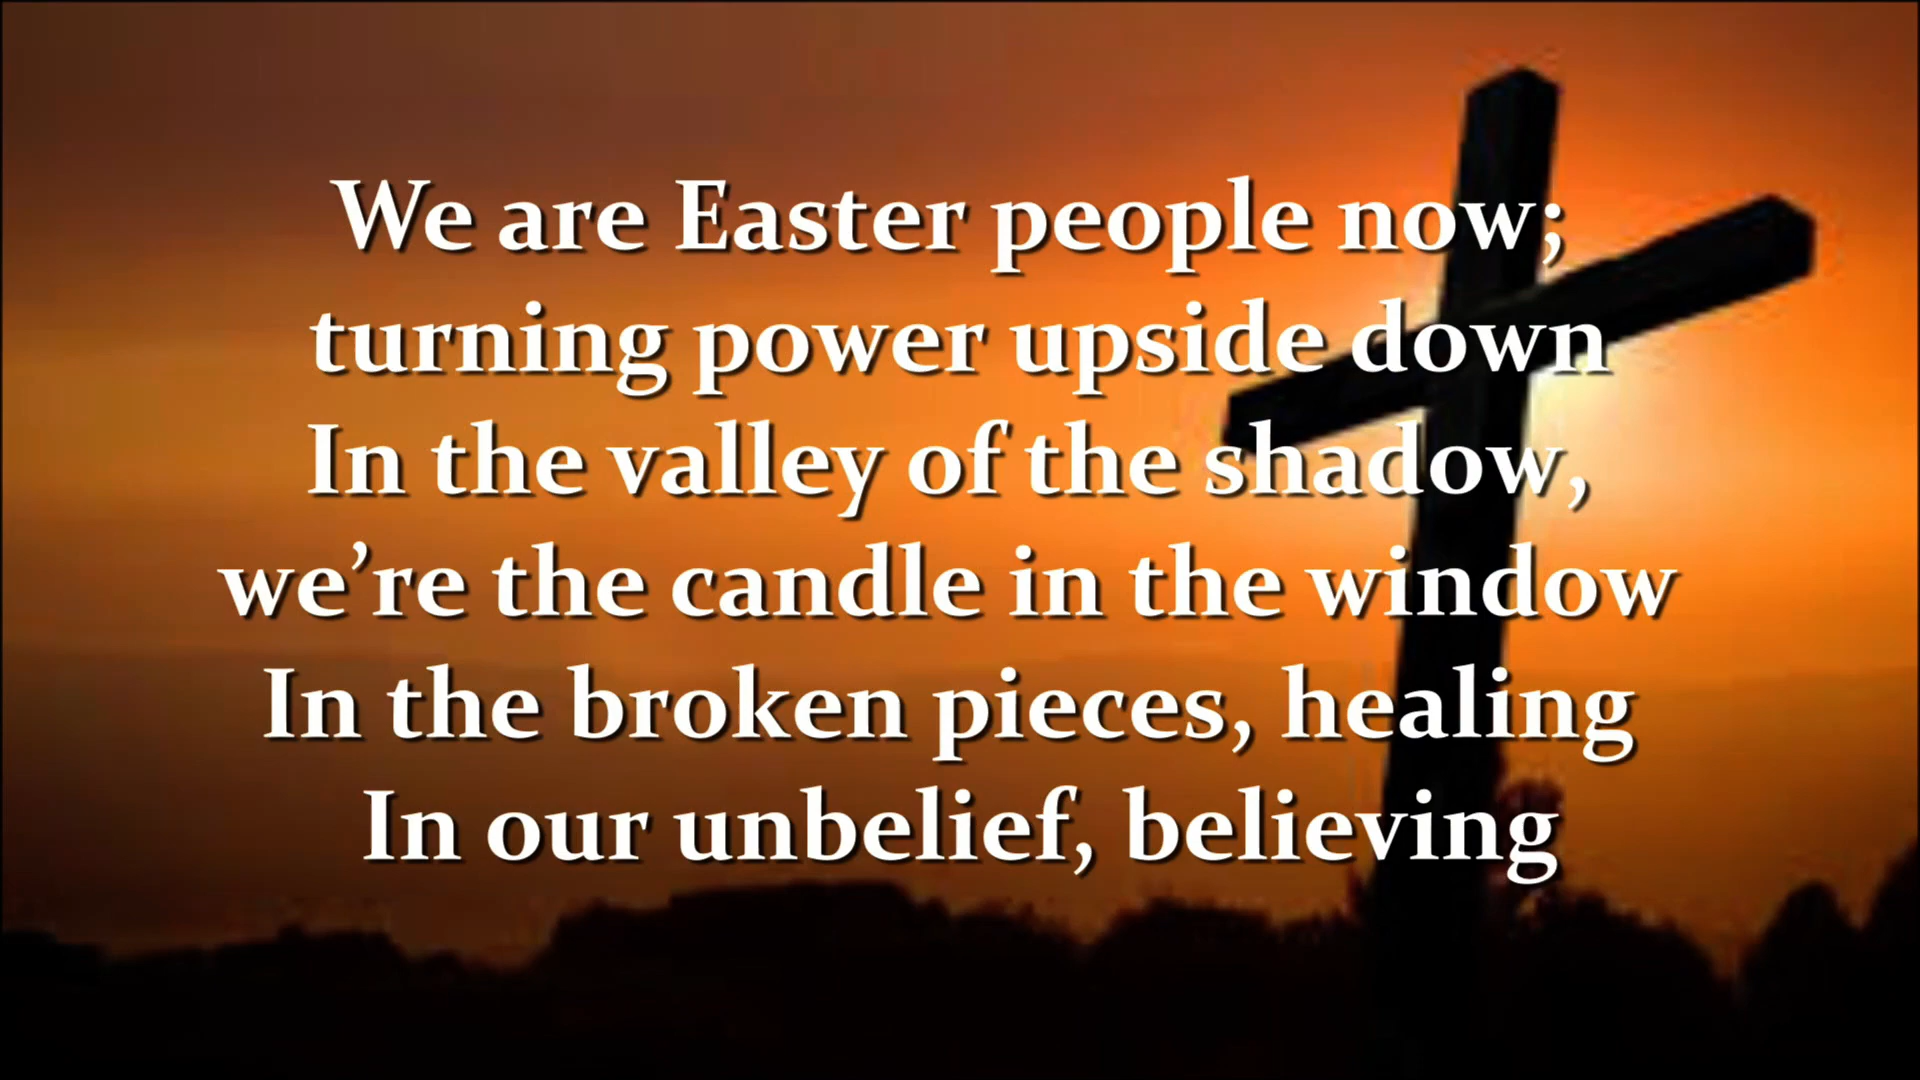 We are Easter people now;
turning power upside down
In the valley of the shadow,
we’re the candle in the window
In the broken pieces, healing
In our unbelief, believing